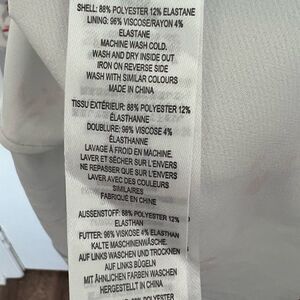 SHELL: 88% POLYESTER 12% ELASTANE
LINING: 96% VISCOSE/RAYON 4%
ELASTANE
MACHINE WASH COLD.
WASH AND DRY INSIDE OUT
IRON ON REVERSE SIDE
WASH WITH SIMILAR COLOURS
MADE IN CHINA
TISSU EXTÉRIEUR: 88% POLYESTER 12%
ÉLASTHANNE
DOUBLURE: 96% VISCOSE 4%
ÉLASTHANNE
LAVAGE À FROID EN MACHINE.
LAVER ET SÉCHER SUR L'ENVERS
NE REPASSER QUE SUR L'ENVERS
LAVER AVEC DES COULEURS
SIMILAIRES
FABRIQUÉ EN CHINE
AUSSENSTOFF: 88% POLYESTER 12%
ELASTHAN
FUTTER: 96% VISKOSE 4% ELASTHAN
KALTE MASCHINENWÄSCHE.
AUF LINKS WASCHEN UND TROCKNEN
AUF LINKS BÜGELN
MIT ÄHNLICHEN FARBEN WASCHEN
HERGESTELLT IN CHINA
88% POLYESTER